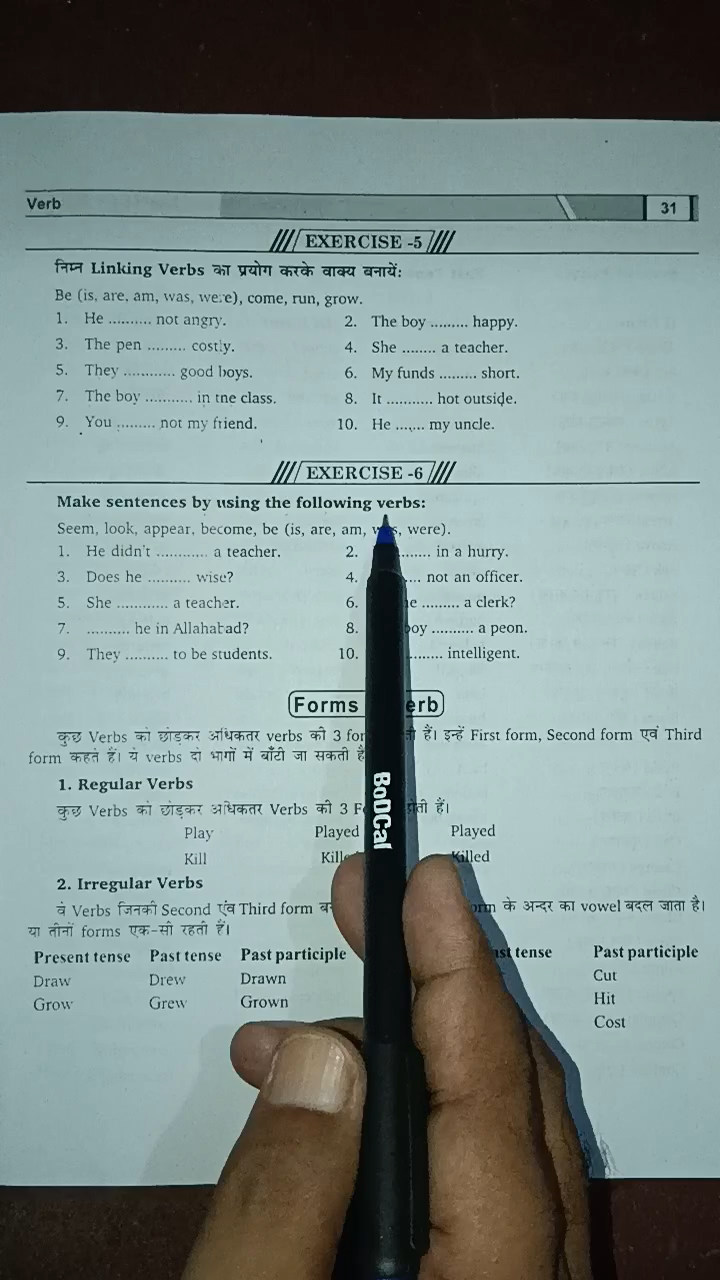 Verb 31
EXERCISE -5
निम्न Linking Verbs का प्रयोग करके वाक्य बनायें:
Be (is, are, am, was, were), come, run, grow.
1. He .......... not angry. 2. The boy ......... happy.
3. The pen ......... costly. 4. She ........ a teacher.
5. They ............ good boys. 6. My funds ......... short.
7. The boy ........... in the class. 8. It ........... hot outside.
9. You ......... not my friend. 10. He ....... my uncle.
EXERCISE -6
Make sentences by using the following verbs:
Seem, look, appear, become, be (is, are, am, was, were).
1. He didn't ............ a teacher. 2. ........ in a hurry.
3. Does he .......... wise? 4. .... not an officer.
5. She ............ a teacher. 6. he ......... a clerk?
7. .......... he in Allahabad? 8. boy .......... a peon.
9. They .......... to be students. 10. ........ intelligent.
Forms erb
कुछ Verbs को छोड़कर अधिकतर verbs की 3 for ती हैं। इन्हें First form, Second form एवं Third
form कहते हैं। ये verbs दो भागों में बाँटी जा सकती है
1. Regular Verbs
कुछ Verbs को छोड़कर अधिकतर Verbs की 3 F होती हैं।
Play Played Played
Kill Kille Killed
2. Irregular Verbs
वे Verbs जिनकी Second एंव Third form ब orm के अन्दर का vowel बदल जाता है।
या तीनों forms एक-सी रहती हैं।
Present tense Past tense Past participle st tense Past participle
Draw Drew Drawn Cut
Grow Grew Grown Hit
Cost
BoDCal